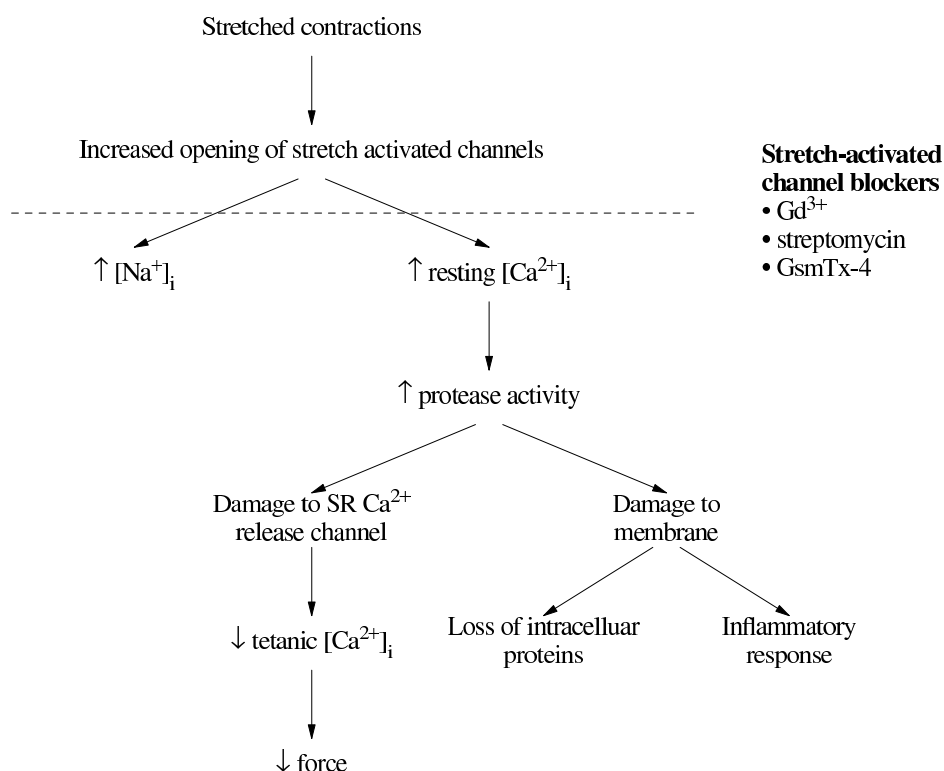 Stretched contractions
Increased opening of stretch activated channels
Stretch-activated
channel blockers
• Gd³⁺
• streptomycin
• GsmTx-4
↑ [Na⁺]ᵢ
↑ resting [Ca²⁺]ᵢ
↑ protease activity
Damage to SR Ca²⁺
release channel
Damage to
membrane
↓ tetanic [Ca²⁺]ᵢ
Loss of intracelluar
proteins
Inflammatory
response
↓ force